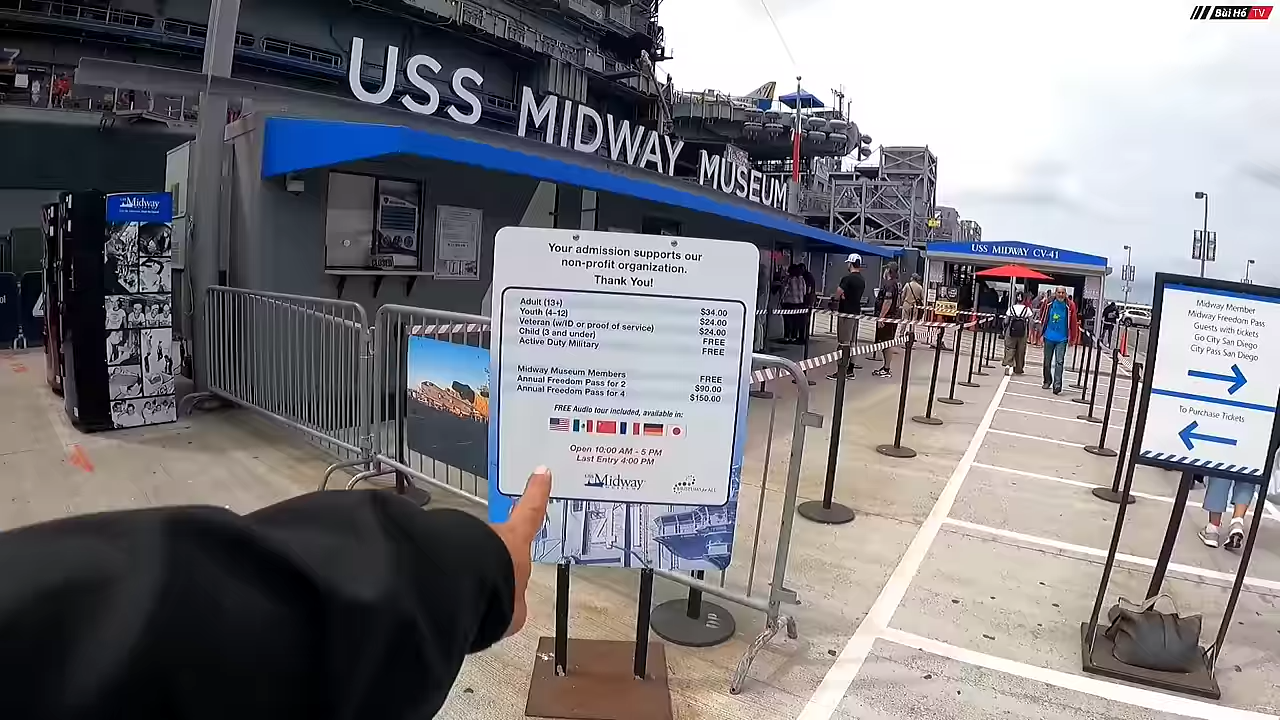 Bùi Hổ TV
USS MIDWAY MUSEUM
7
Midway
CLOSED
USS MIDWAY CV-41
Your admission supports our
non-profit organization.
Thank You!
Adult (13+) $34.00
Youth (4-12) $24.00
Veteran (w/ID or proof of service) $24.00
Child (3 and under) FREE
Active Duty Military FREE
Midway Museum Members FREE
Annual Freedom Pass for 2 $90.00
Annual Freedom Pass for 4 $150.00
FREE Audio tour included, available in:
Open 10:00 AM - 5 PM
Last Entry 4:00 PM
USS Midway
Midway Member
Midway Freedom Pass
Guests with tickets
Go City San Diego
City Pass San Diego
To Purchase Tickets